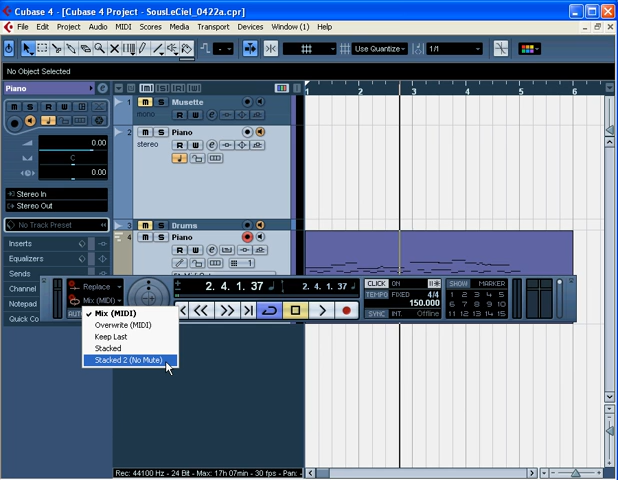 Cubase 4 - [Cubase 4 Project - SousLeCiel_0422a.cpr]
File Edit Project Audio MIDI Scores Media Transport Devices Window (1) Help
Use Quantize 1/1
No Object Selected
Piano
1 2 3 4 5 6
M S R W
0.00
C
0.00
Stereo In
Stereo Out
No Track Preset
Inserts
Equalizers
Sends
Channel
Notepad
Quick Co
1 M S Musette
mono R W e
2 M S Piano
stereo R W e
3 M S Drums
4 M S Piano
R W e
1
Replace
Mix (MIDI)
AUT
2. 4. 1. 37
2. 4. 1. 37
CLICK ON
TEMPO FIXED 4/4
150.000
SYNC INT. Offline
SHOW MARKER
1 2 3 4 5 6 7 8
9 10 11 12 13 14 15
Mix (MIDI)
Overwrite (MIDI)
Keep Last
Stacked
Stacked 2 (No Mute)
Rec: 44100 Hz - 24 Bit - Max: 17h 07min - 30 fps - Pan: